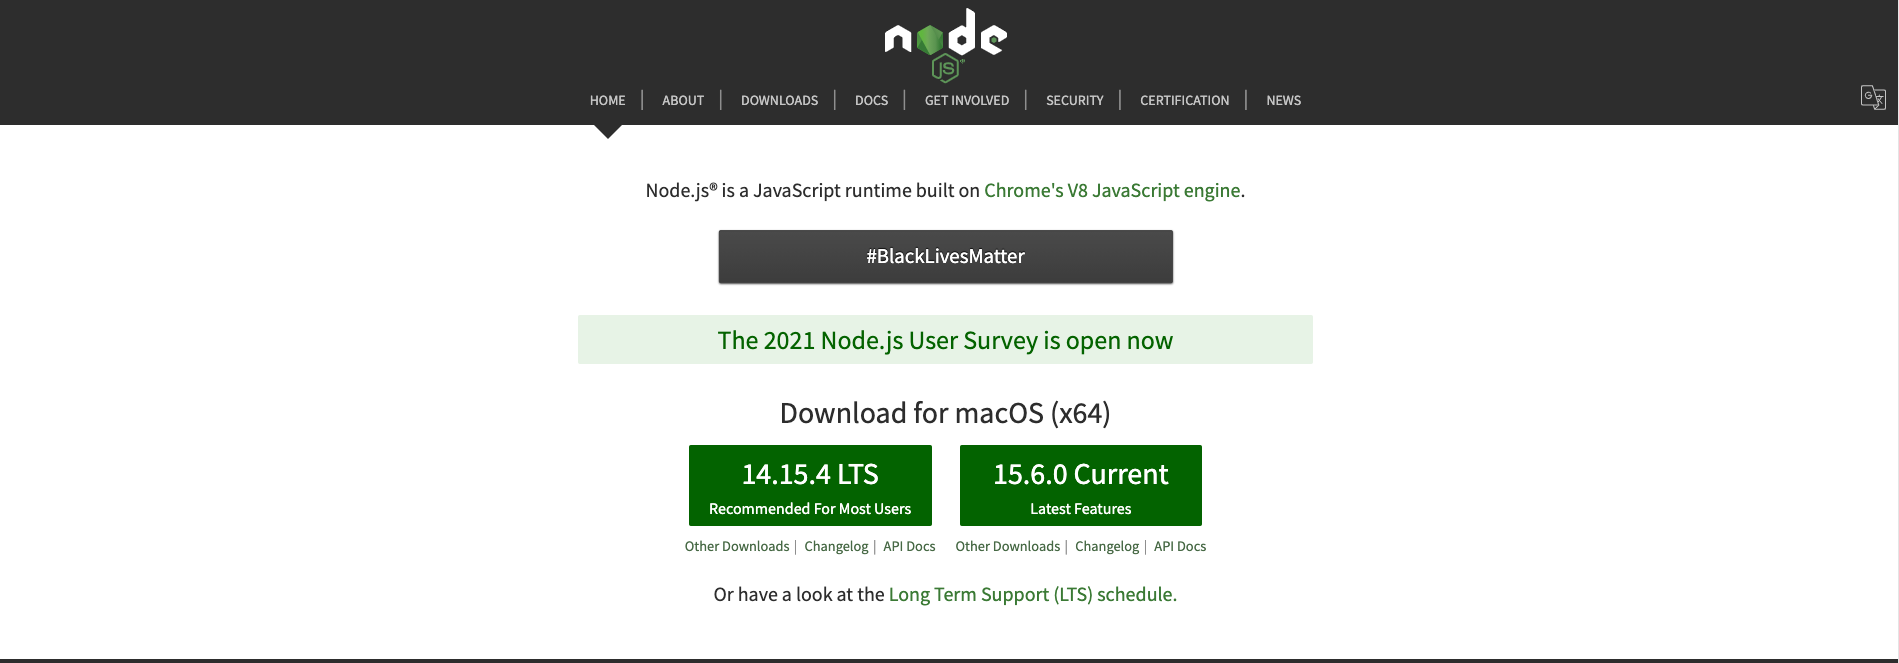 node
JS
HOME | ABOUT | DOWNLOADS | DOCS | GET INVOLVED | SECURITY | CERTIFICATION | NEWS
Node.js® is a JavaScript runtime built on Chrome's V8 JavaScript engine.
#BlackLivesMatter
The 2021 Node.js User Survey is open now
Download for macOS (x64)
14.15.4 LTS
Recommended For Most Users
15.6.0 Current
Latest Features
Other Downloads | Changelog | API Docs
Other Downloads | Changelog | API Docs
Or have a look at the Long Term Support (LTS) schedule.